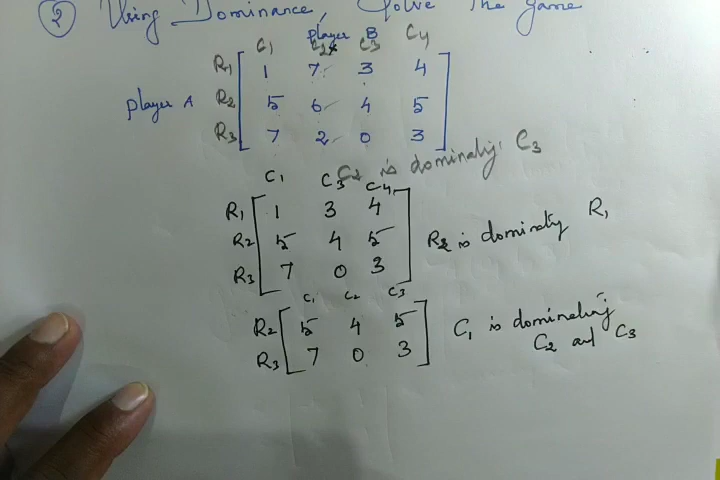 ② Using Dominance, Solve The Game
Player B
C1 C2 C3 C4
R1 1 7 3 4
Player A R2 5 6 4 5
R3 7 2 0 3
C2 is dominatig C3
C1 C3 C4
R1 1 3 4
R2 5 4 5 R2 is dominatig R1
R3 7 0 3
C1 C2 C3
R2 5 4 5 C1 is dominating
R3 7 0 3 C2 and C3